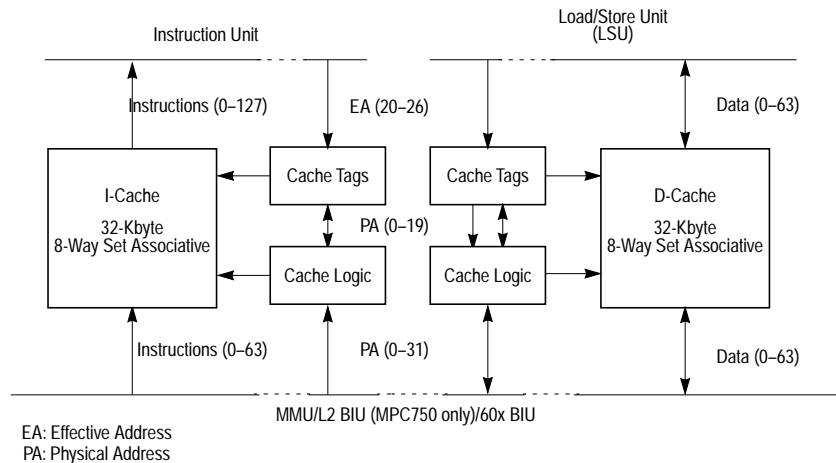 Instruction Unit
Load/Store Unit
(LSU)
Instructions (0–127)
EA (20–26)
Data (0–63)
I-Cache
32-Kbyte
8-Way Set Associative
Cache Tags
Cache Tags
D-Cache
32-Kbyte
8-Way Set Associative
PA (0–19)
Cache Logic
Cache Logic
Instructions (0–63)
PA (0–31)
Data (0–63)
MMU/L2 BIU (MPC750 only)/60x BIU
EA: Effective Address
PA: Physical Address